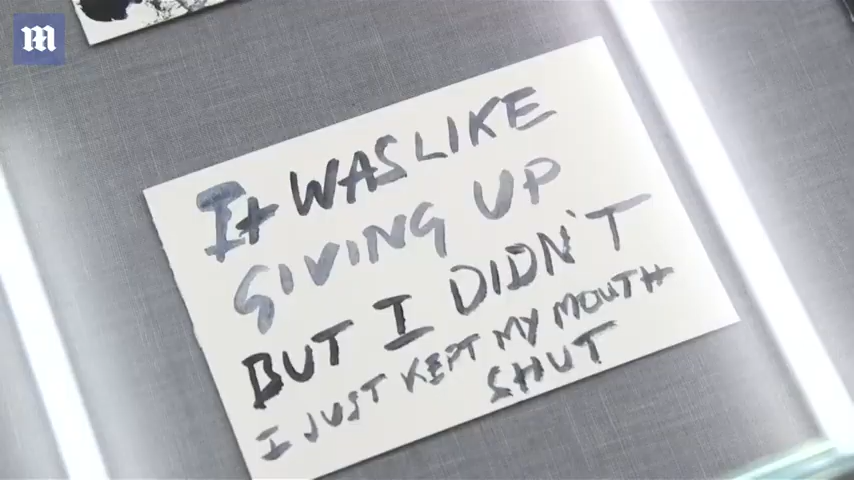 m
It WAS LIKE
GIVING UP
BUT I DIDN'T
I JUST KEPT MY MOUTH
SHUT